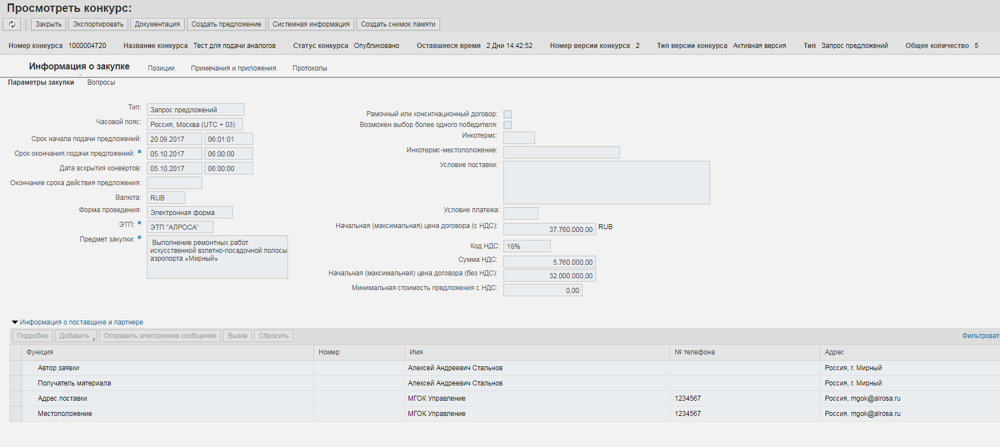 Просмотреть конкурс:
Закрыть Экспортировать Документация Создать предложение Системная информация Создать снимок памяти
Номер конкурса 1000004720 Название конкурса Тест для подачи аналогов Статус конкурса Опубликовано Оставшееся время 2 Дни 14:42:52 Номер версии конкурса 2 Тип версии конкурса Активная версия Тип Запрос предложений Общее количество 5
Информация о закупке Позиции Примечания и приложения Протоколы
Параметры закупки Вопросы
Тип: Запрос предложений
Часовой пояс: Россия, Москва (UTC + 03)
Срок начала подачи предложений: 20.09.2017 06:01:01
Срок окончания подачи предложений: * 05.10.2017 06:00:00
Дата вскрытия конвертов: 05.10.2017 06:00:00
Окончание срока действия предложения:
Валюта: RUB
Форма проведения: Электронная форма
ЭТП: * ЭТП "АЛРОСА"
Предмет закупки: * Выполнение ремонтных работ
искусственной взлетно-посадочной полосы
аэропорта «Мирный»
Рамочный или консигнационный договор:
Возможен выбор более одного победителя:
Инкотермс:
Инкотермс-местоположение:
Условие поставки:
Условие платежа:
Начальная (максимальная) цена договора (с НДС): 37.760.000,00 RUB
Код НДС: 18%
Сумма НДС: 5.760.000,00
Начальная (максимальная) цена договора (без НДС): 32.000.000,00
Минимальная стоимость предложения с НДС: 0,00
Информация о поставщике и партнере
Подробно Добавить Отправить электронное сообщение Вызов Сбросить Фильтроват
Функция Номер Имя № телефона Адрес
Автор заявки Алексей Андреевич Стальнов Россия, г. Мирный
Получатель материала Алексей Андреевич Стальнов Россия, г. Мирный
Адрес поставки МГОК Управление 1234567 Россия, mgok@alrosa.ru
Местоположение МГОК Управление 1234567 Россия, mgok@alrosa.ru